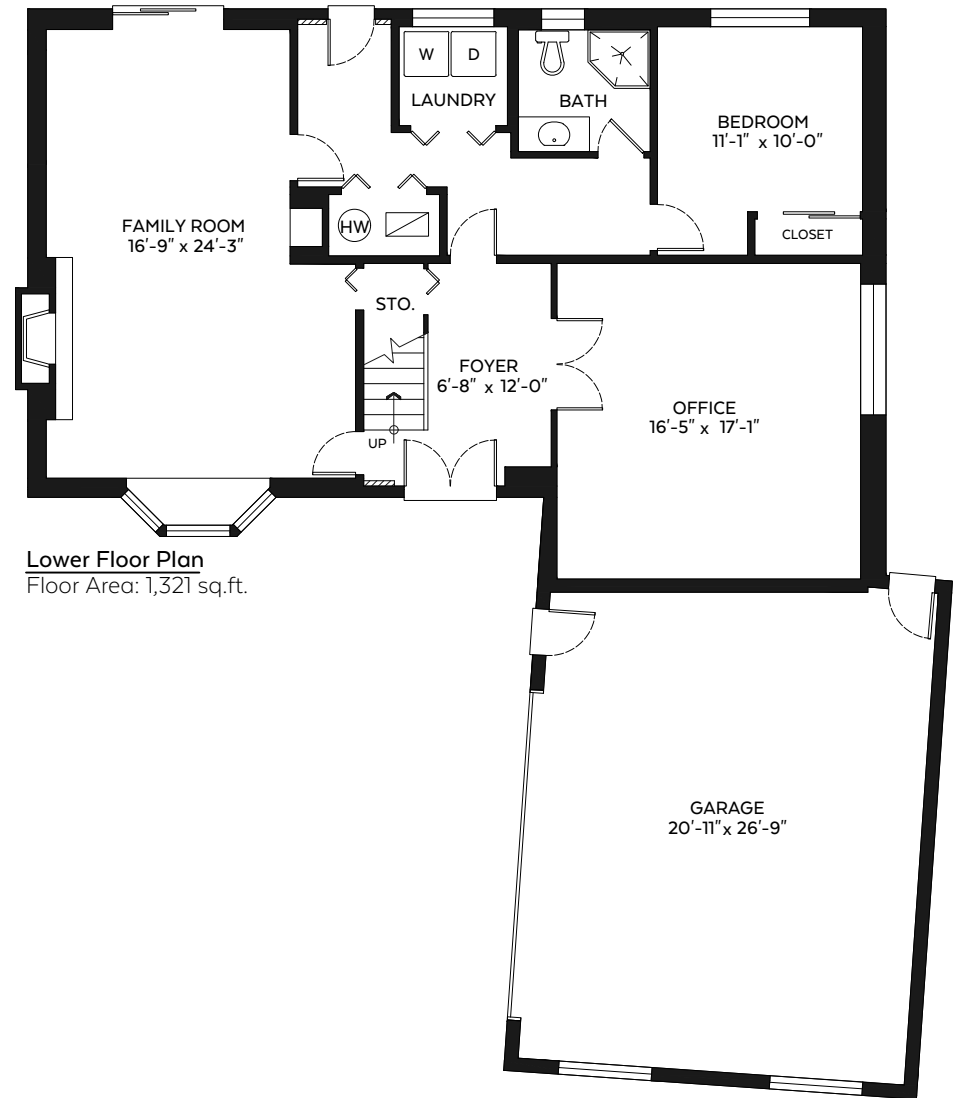 W
D
LAUNDRY
BATH
BEDROOM
11'-1" x 10'-0"
FAMILY ROOM
16'-9" x 24'-3"
HW
CLOSET
STO.
FOYER
6'-8" x 12'-0"
OFFICE
16'-5" x 17'-1"
UP
Lower Floor Plan
Floor Area: 1,321 sq.ft.
GARAGE
20'-11" x 26'-9"